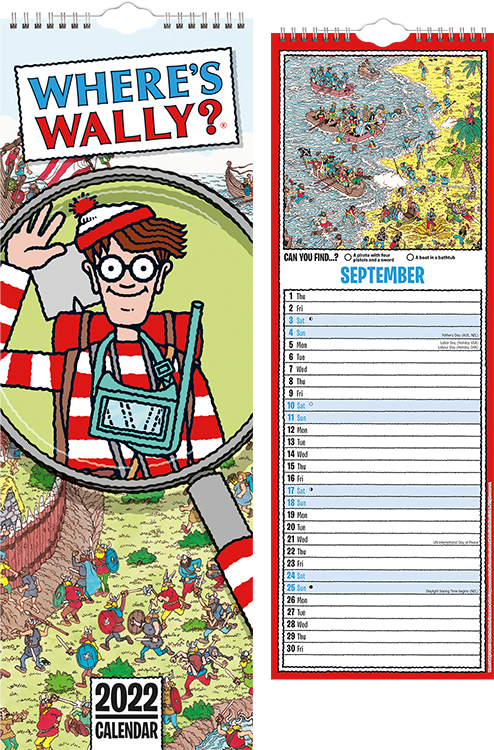 WHERE'S
WALLY?®
2022
CALENDAR
CAN YOU FIND...? A pirate with four pistols and a sword A boat in a bathtub
SEPTEMBER
1 Thu
2 Fri
3 Sat
4 Sun Father's Day (AUS, NZL)
5 Mon Labor Day (Holiday USA)
Labour Day (Holiday CAN)
6 Tue
7 Wed
8 Thu
9 Fri
10 Sat
11 Sun
12 Mon
13 Tue
14 Wed
15 Thu
16 Fri
17 Sat
18 Sun
19 Mon
20 Tue
21 Wed UN International Day of Peace
22 Thu
23 Fri
24 Sat
25 Sun Daylight Saving Time begins (NZL)
26 Mon
27 Tue
28 Wed
29 Thu
30 Fri